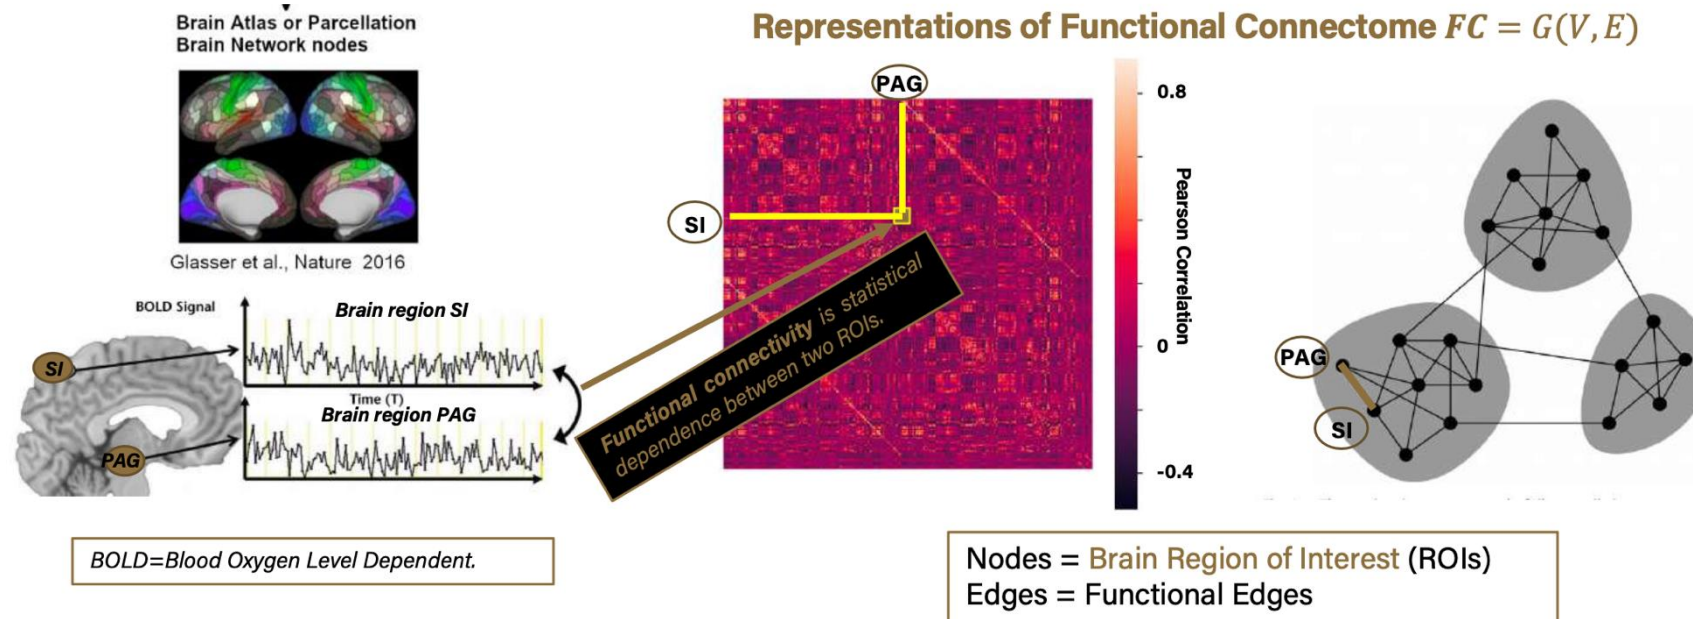 Brain Atlas or Parcellation
Brain Network nodes
Glasser et al., Nature 2016
BOLD Signal
Brain region SI
SI
Time (T)
Brain region PAG
PAG
BOLD=Blood Oxygen Level Dependent.
Representations of Functional Connectome FC = G(V, E)
PAG
SI
Functional connectivity is statistical
dependence between two ROIs.
0.8
0
-0.4
Pearson Correlation
PAG
SI
Nodes = Brain Region of Interest (ROIs)
Edges = Functional Edges